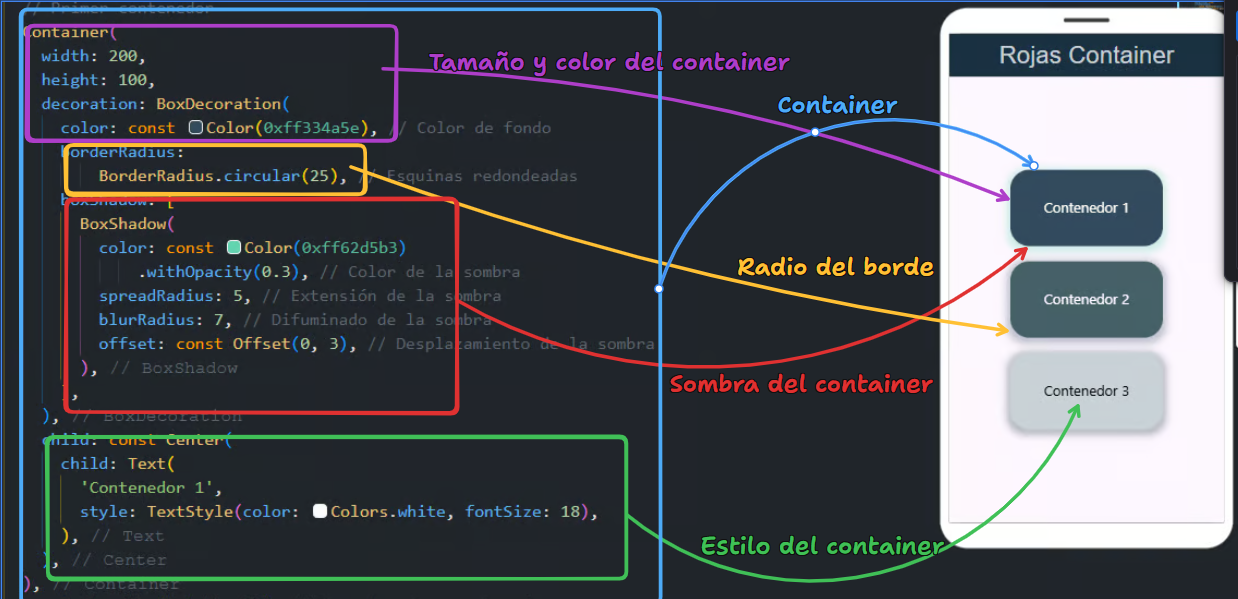 // Primer contenedor
Container(
width: 200,
height: 100,
decoration: BoxDecoration(
color: const Color(0xff334a5e), // Color de fondo
borderRadius:
BorderRadius.circular(25), // Esquinas redondeadas
boxShadow: [
BoxShadow(
color: const Color(0xff62d5b3)
.withOpacity(0.3), // Color de la sombra
spreadRadius: 5, // Extensión de la sombra
blurRadius: 7, // Difuminado de la sombra
offset: const Offset(0, 3), // Desplazamiento de la sombra
), // BoxShadow
],
), // BoxDecoration
child: const Center(
child: Text(
'Contenedor 1',
style: TextStyle(color: Colors.white, fontSize: 18),
), // Text
), // Center
), // Container
Tamaño y color del container
Container
Radio del borde
Sombra del container
Estilo del container
Rojas Container
Contenedor 1
Contenedor 2
Contenedor 3